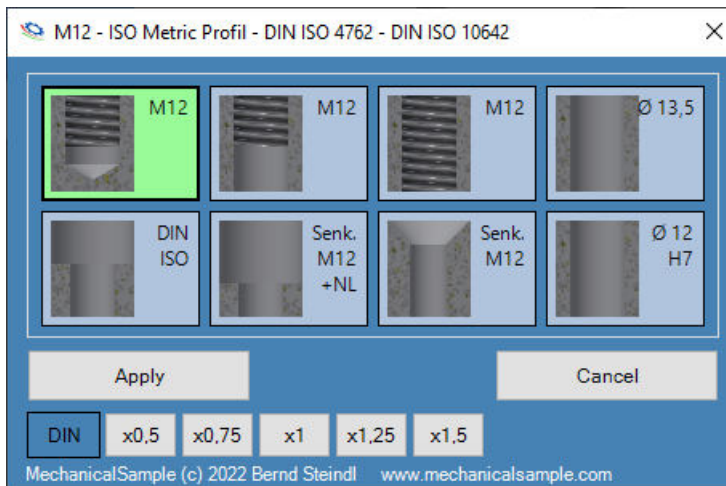 M12 - ISO Metric Profil - DIN ISO 4762 - DIN ISO 10642
M12
M12
M12
Ø 13,5
DIN
ISO
Senk.
M12
+NL
Senk.
M12
Ø 12
H7
Apply
Cancel
DIN
x0,5
x0,75
x1
x1,25
x1,5
MechanicalSample (c) 2022 Bernd Steindl www.mechanicalsample.com